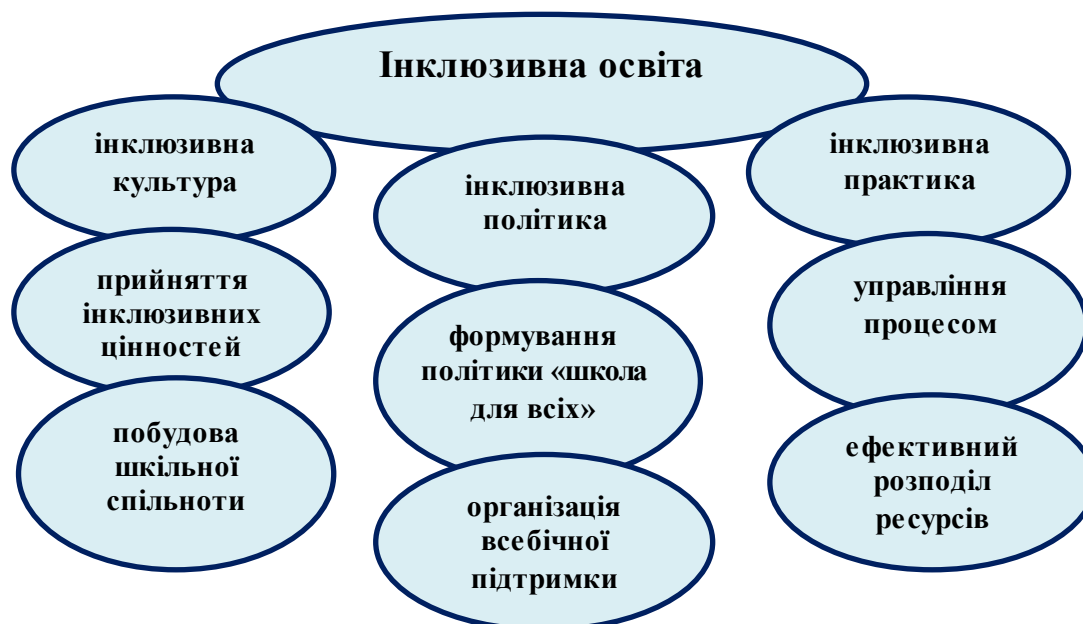 Інклюзивна освіта
інклюзивна
культура
прийняття
інклюзивних
цінностей
побудова
шкільної
спільноти
інклюзивна
політика
формування
політики «школа
для всіх»
організація
всебічної
підтримки
інклюзивна
практика
управління
процесом
ефективний
розподіл
ресурсів